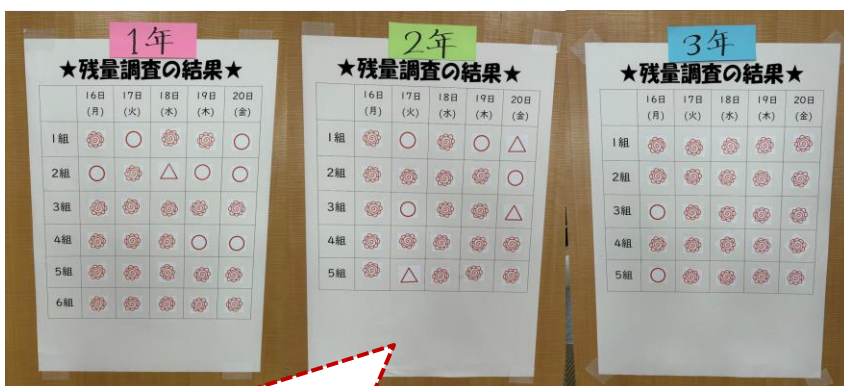 1年
★残量調査の結果★
16日 17日 18日 19日 20日
(月) (火) (水) (木) (金)
1組 ○ ○
2組 ○ △ ○ ○
3組
4組 ○ ○
5組
6組
2年
★残量調査の結果★
16日 17日 18日 19日 20日
(月) (火) (水) (木) (金)
1組 ○ ○ △
2組 ○
3組 ○ △
4組
5組 △
3年
★残量調査の結果★
16日 17日 18日 19日 20日
(月) (火) (水) (木) (金)
1組
2組
3組 ○
4組
5組 ○